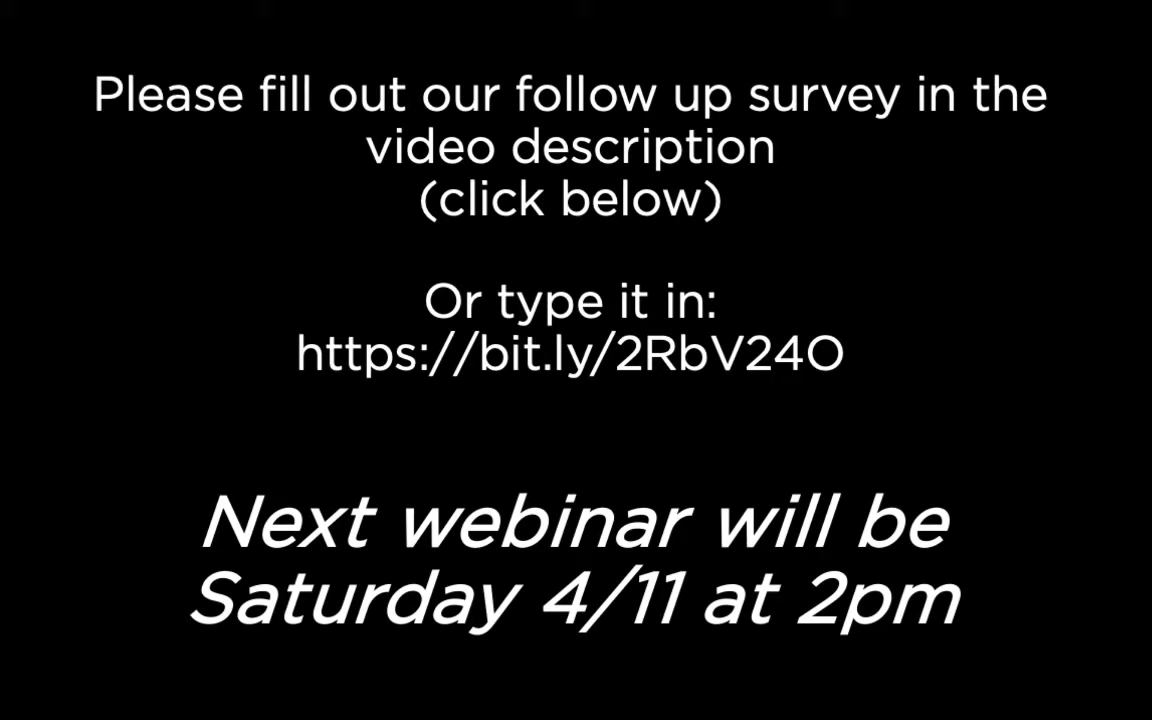 Please fill out our follow up survey in the
video description
(click below)
Or type it in:
https://bit.ly/2RbV24O
Next webinar will be
Saturday 4/11 at 2pm